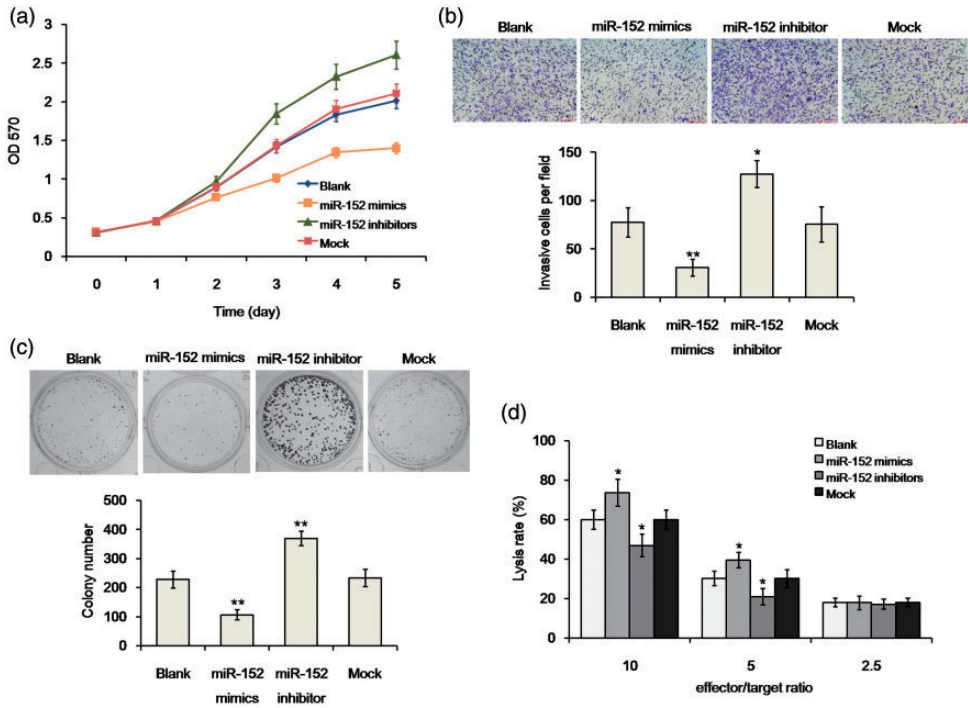 (a)
3
2.5
2
1.5
1
0.5
0
OD 570
0 1 2 3 4 5
Time (day)
Blank
miR-152 mimics
miR-152 inhibitors
Mock
(b)
Blank miR-152 mimics miR-152 inhibitor Mock
150
100
50
0
Invasive cells per field
*
**
Blank miR-152 mimics miR-152 inhibitor Mock
(c)
Blank miR-152 mimics miR-152 inhibitor Mock
500
400
300
200
100
0
Colony number
**
**
Blank miR-152 mimics miR-152 inhibitor Mock
(d)
100
80
60
40
20
0
Lysis rate (%)
Blank
miR-152 mimics
miR-152 inhibitors
Mock
*
*
*
*
10 5 2.5
effector/target ratio